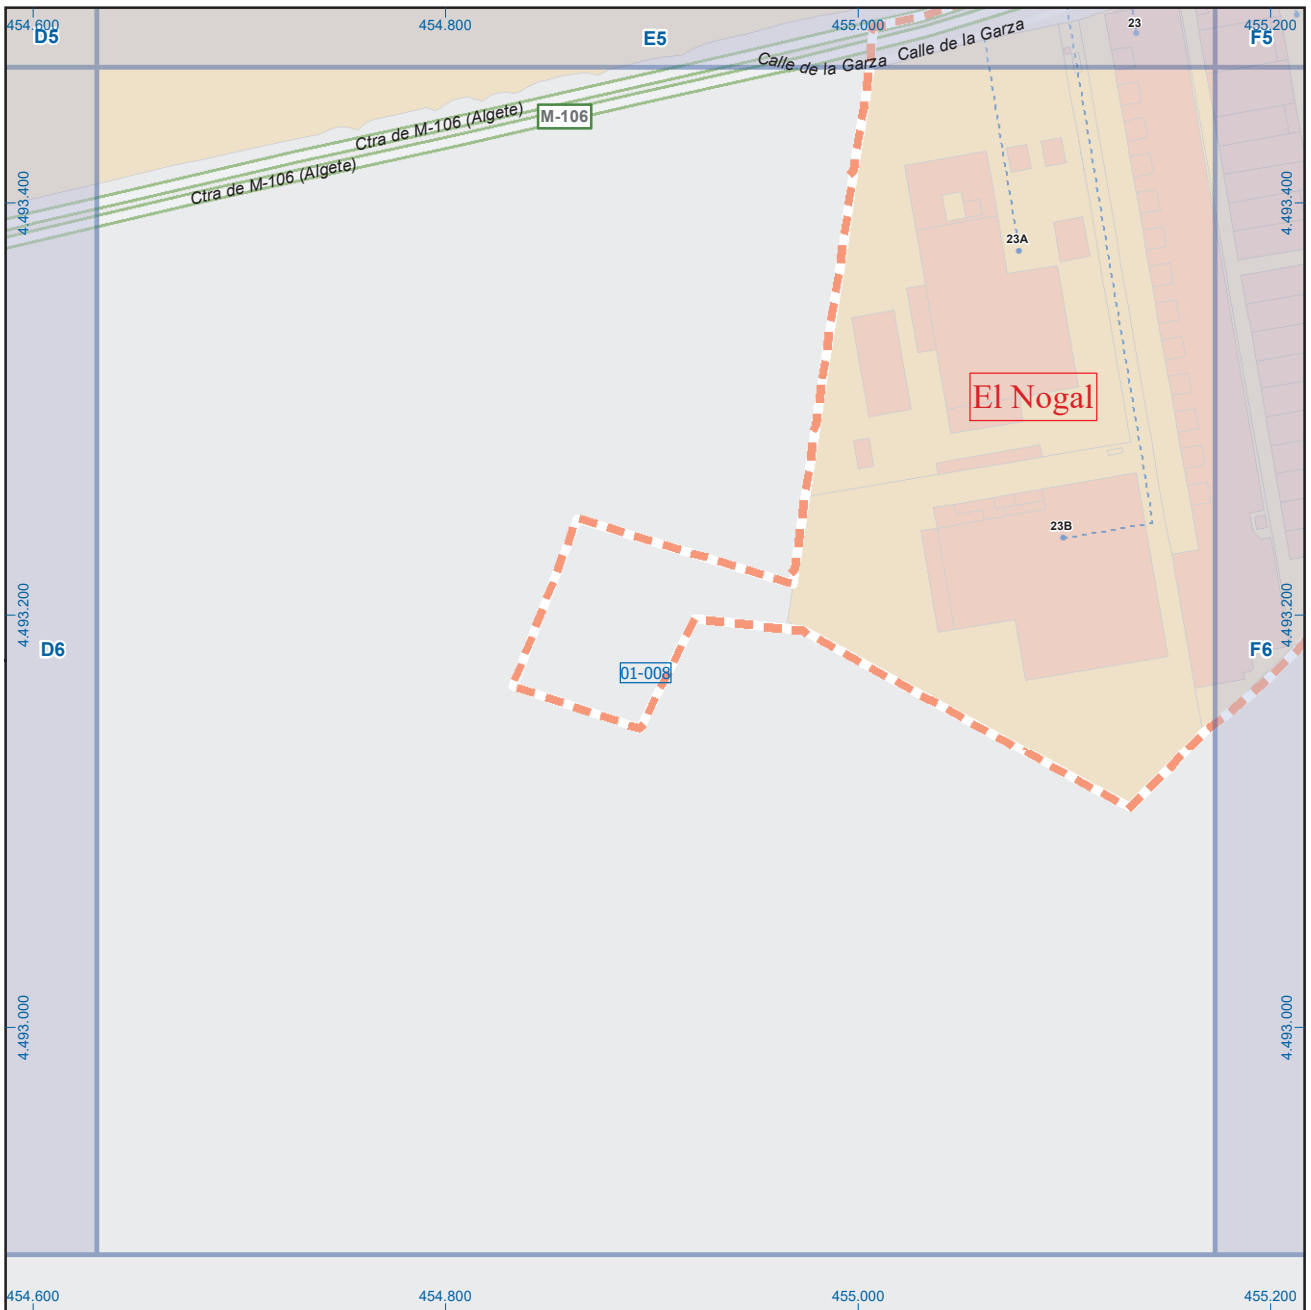 454.600
454.800
455.000
455.200
D5
E5
F5
23
Calle de la Garza
Calle de la Garza
M-106
Ctra de M-106 (Algete)
Ctra de M-106 (Algete)
4.493.400
4.493.400
23A
El Nogal
23B
4.493.200
4.493.200
D6
F6
01-008
4.493.000
4.493.000
454.600
454.800
455.000
455.200